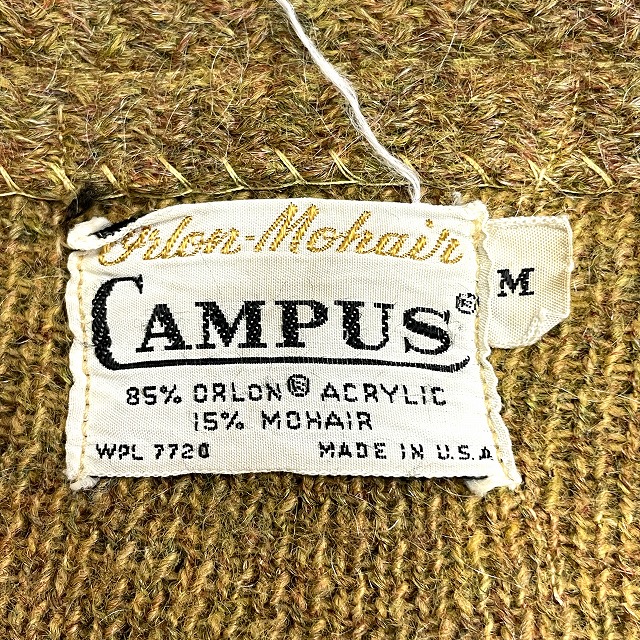 Orlon-Mohair
CAMPUS®
M
85% ORLON® ACRYLIC
15% MOHAIR
WPL 7720 MADE IN U.S.A.